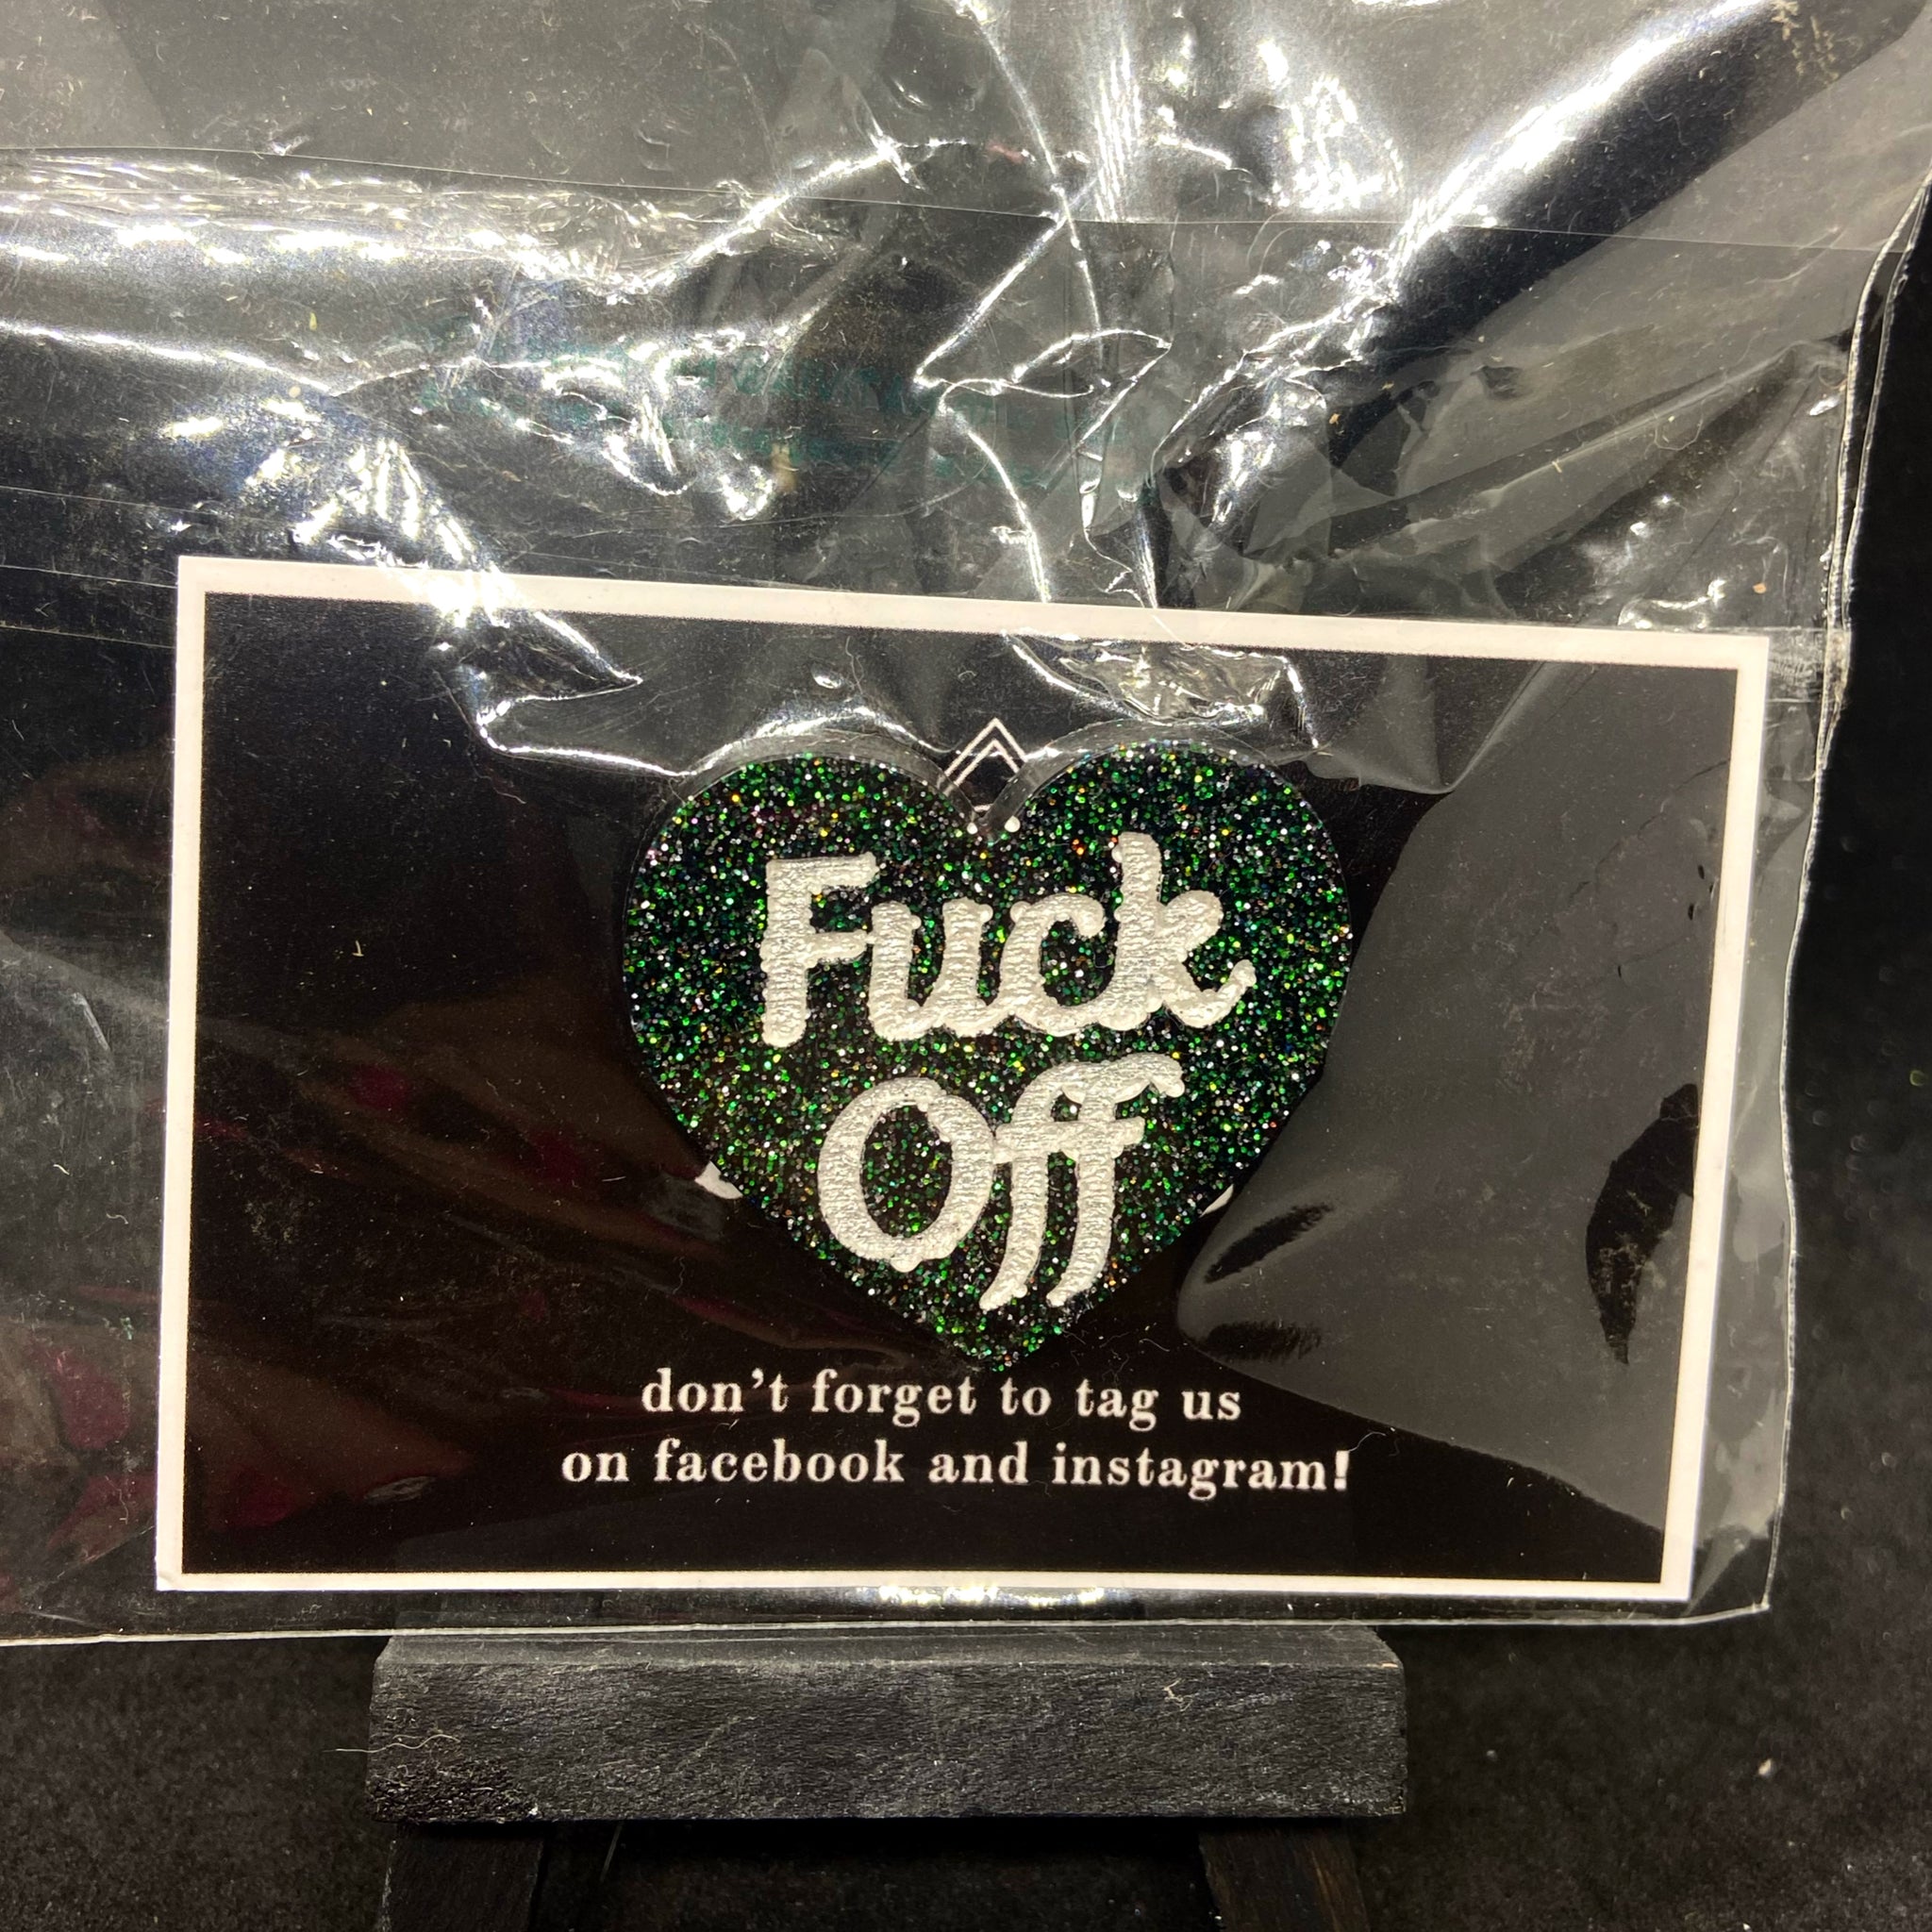 Fuck
Off
don't forget to tag us
on facebook and instagram!